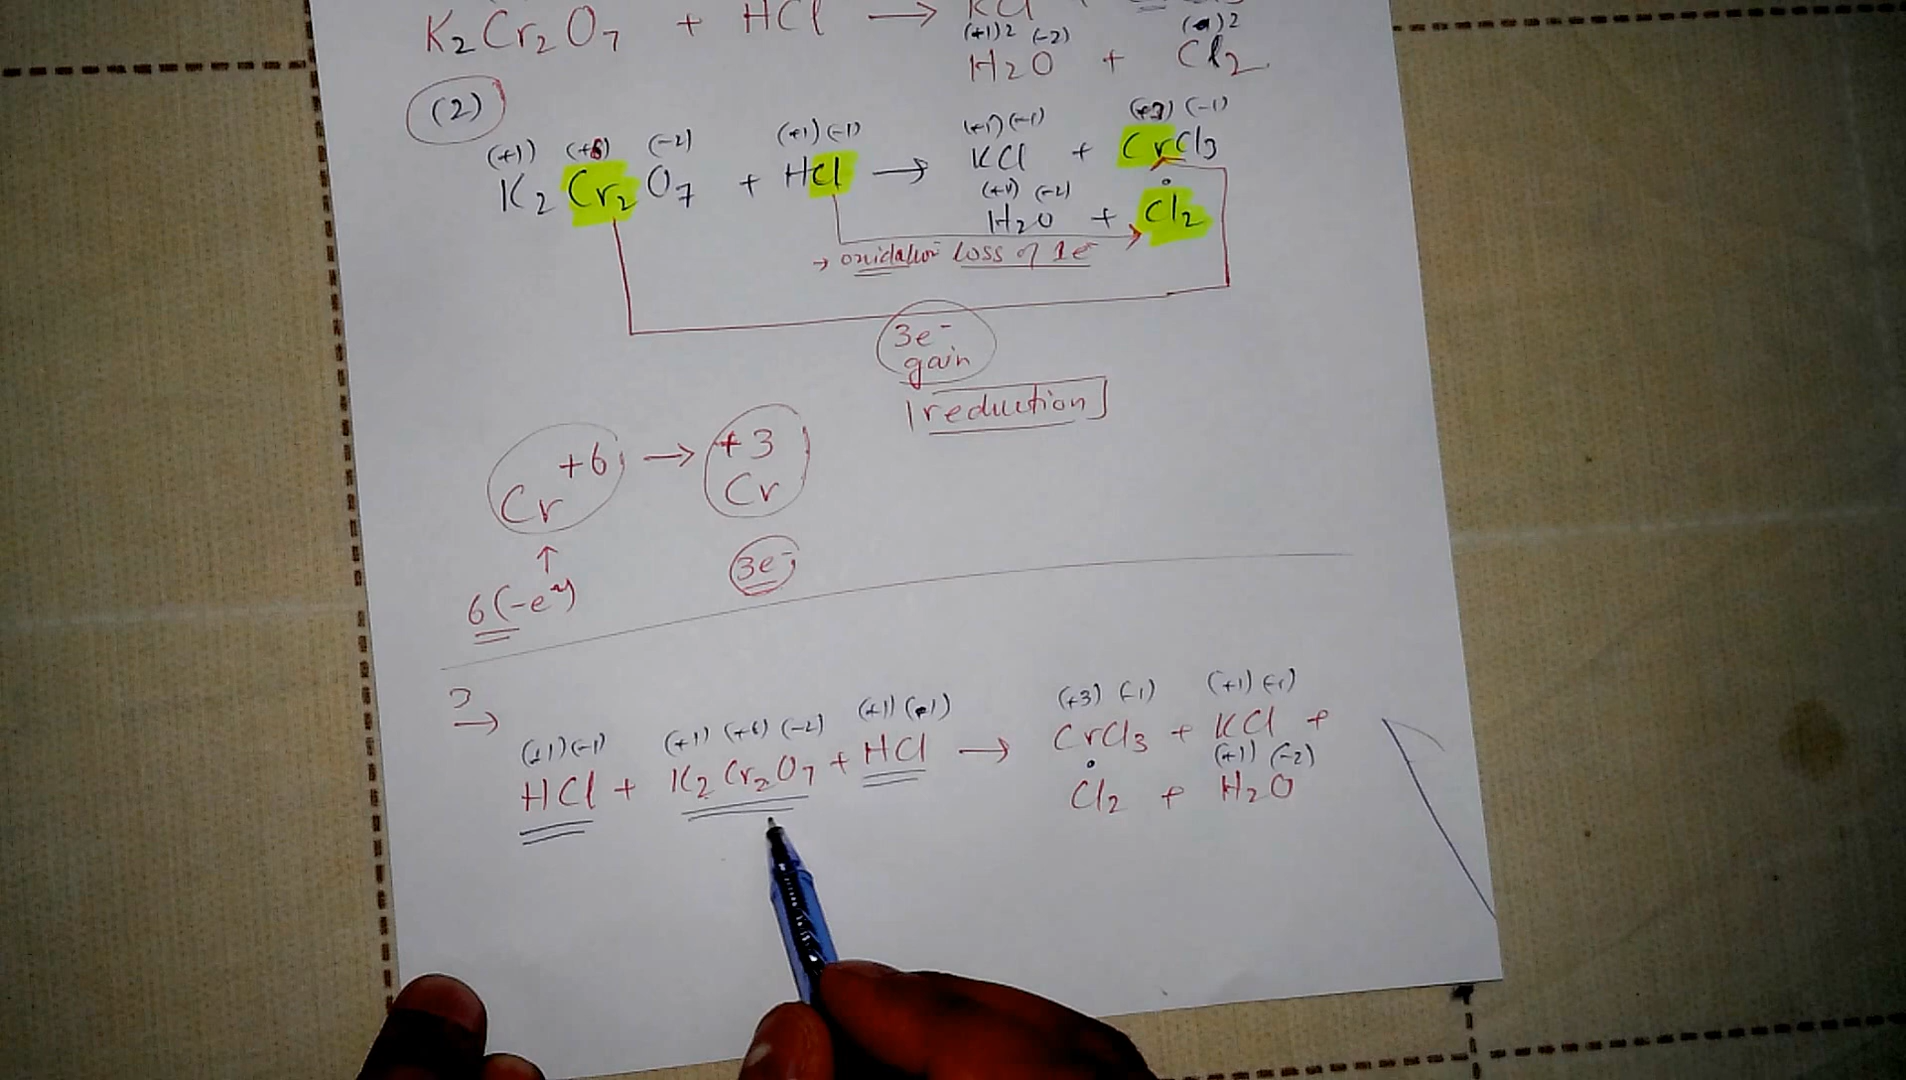 K₂Cr₂O₇ + HCl → KCl
(+1)2 (-2) ( )2
H₂O + Cl₂
(2)
(+1) (+6) (-2) (+1) (-1) (+1) (-1) (+3) (-1)
K₂Cr₂O₇ + HCl → KCl + CrCl₃
(+1) (-2) °
H₂O + Cl₂
→ oxidation loss of 1e⁻
3e⁻
gain
reduction
Cr⁺⁶ → ⁺³Cr
↑ 3e⁻
6(-e)
3
→
(+1) (-1) (+1) (+6) (-2) (+1) (-1) (+3) (-1) (+1) (-1)
HCl + K₂Cr₂O₇ + HCl → CrCl₃ + KCl +
° (+1) (-2)
Cl₂ + H₂O